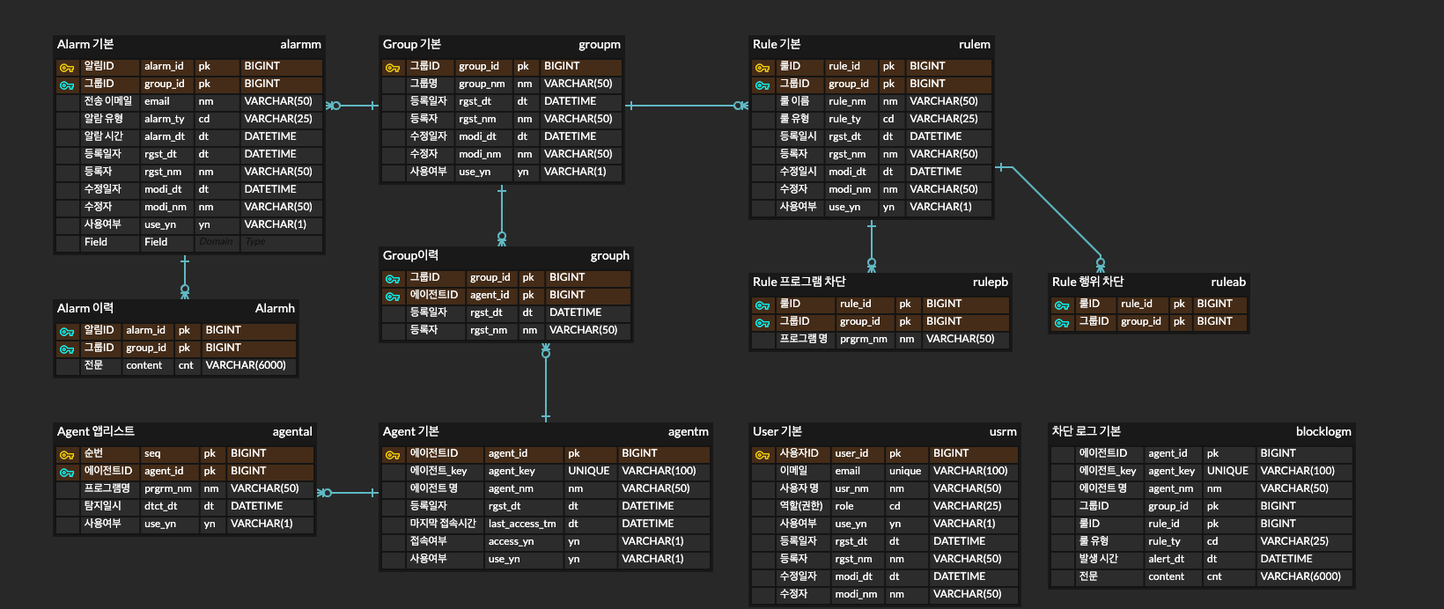 Alarm 기본 alarmm
알림ID alarm_id pk BIGINT
그룹ID group_id pk BIGINT
전송 이메일 email nm VARCHAR(50)
알람 유형 alarm_ty cd VARCHAR(25)
알람 시간 alarm_dt dt DATETIME
등록일자 rgst_dt dt DATETIME
등록자 rgst_nm nm VARCHAR(50)
수정일자 modi_dt dt DATETIME
수정자 modi_nm nm VARCHAR(50)
사용여부 use_yn yn VARCHAR(1)
Field Field Domain Type
Group 기본 groupm
그룹ID group_id pk BIGINT
그룹명 group_nm nm VARCHAR(50)
등록일자 rgst_dt dt DATETIME
등록자 rgst_nm nm VARCHAR(50)
수정일자 modi_dt dt DATETIME
수정자 modi_nm nm VARCHAR(50)
사용여부 use_yn yn VARCHAR(1)
Rule 기본 rulem
룰ID rule_id pk BIGINT
그룹ID group_id pk BIGINT
룰 이름 rule_nm nm VARCHAR(50)
룰 유형 rule_ty cd VARCHAR(25)
등록일시 rgst_dt dt DATETIME
등록자 rgst_nm nm VARCHAR(50)
수정일시 modi_dt dt DATETIME
수정자 modi_nm nm VARCHAR(50)
사용여부 use_yn yn VARCHAR(1)
Group이력 grouph
그룹ID group_id pk BIGINT
에이전트ID agent_id pk BIGINT
등록일자 rgst_dt dt DATETIME
등록자 rgst_nm nm VARCHAR(50)
Rule 프로그램 차단 rulepb
룰ID rule_id pk BIGINT
그룹ID group_id pk BIGINT
프로그램 명 prgrm_nm nm VARCHAR(50)
Rule 행위 차단 ruleab
룰ID rule_id pk BIGINT
그룹ID group_id pk BIGINT
Alarm 이력 Alarmh
알림ID alarm_id pk BIGINT
그룹ID group_id pk BIGINT
전문 content cnt VARCHAR(6000)
Agent 앱리스트 agental
순번 seq pk BIGINT
에이전트ID agent_id pk BIGINT
프로그램명 prgrm_nm nm VARCHAR(50)
탐지일시 dtct_dt dt DATETIME
사용여부 use_yn yn VARCHAR(1)
Agent 기본 agentm
에이전트ID agent_id pk BIGINT
에이전트_key agent_key UNIQUE VARCHAR(100)
에이전트 명 agent_nm nm VARCHAR(50)
등록일자 rgst_dt dt DATETIME
마지막 접속시간 last_access_tm dt DATETIME
접속여부 access_yn yn VARCHAR(1)
사용여부 use_yn yn VARCHAR(1)
User 기본 usrm
사용자ID user_id pk BIGINT
이메일 email unique VARCHAR(100)
사용자 명 usr_nm nm VARCHAR(50)
역할(권한) role cd VARCHAR(25)
사용여부 use_yn yn VARCHAR(1)
등록일자 rgst_dt dt DATETIME
등록자 rgst_nm nm VARCHAR(50)
수정일자 modi_dt dt DATETIME
수정자 modi_nm nm VARCHAR(50)
차단 로그 기본 blocklogm
에이전트ID agent_id pk BIGINT
에이전트_key agent_key UNIQUE VARCHAR(100)
에이전트 명 agent_nm nm VARCHAR(50)
그룹ID group_id pk BIGINT
룰ID rule_id pk BIGINT
룰 유형 rule_ty cd VARCHAR(25)
발생 시간 alert_dt dt DATETIME
전문 content cnt VARCHAR(6000)